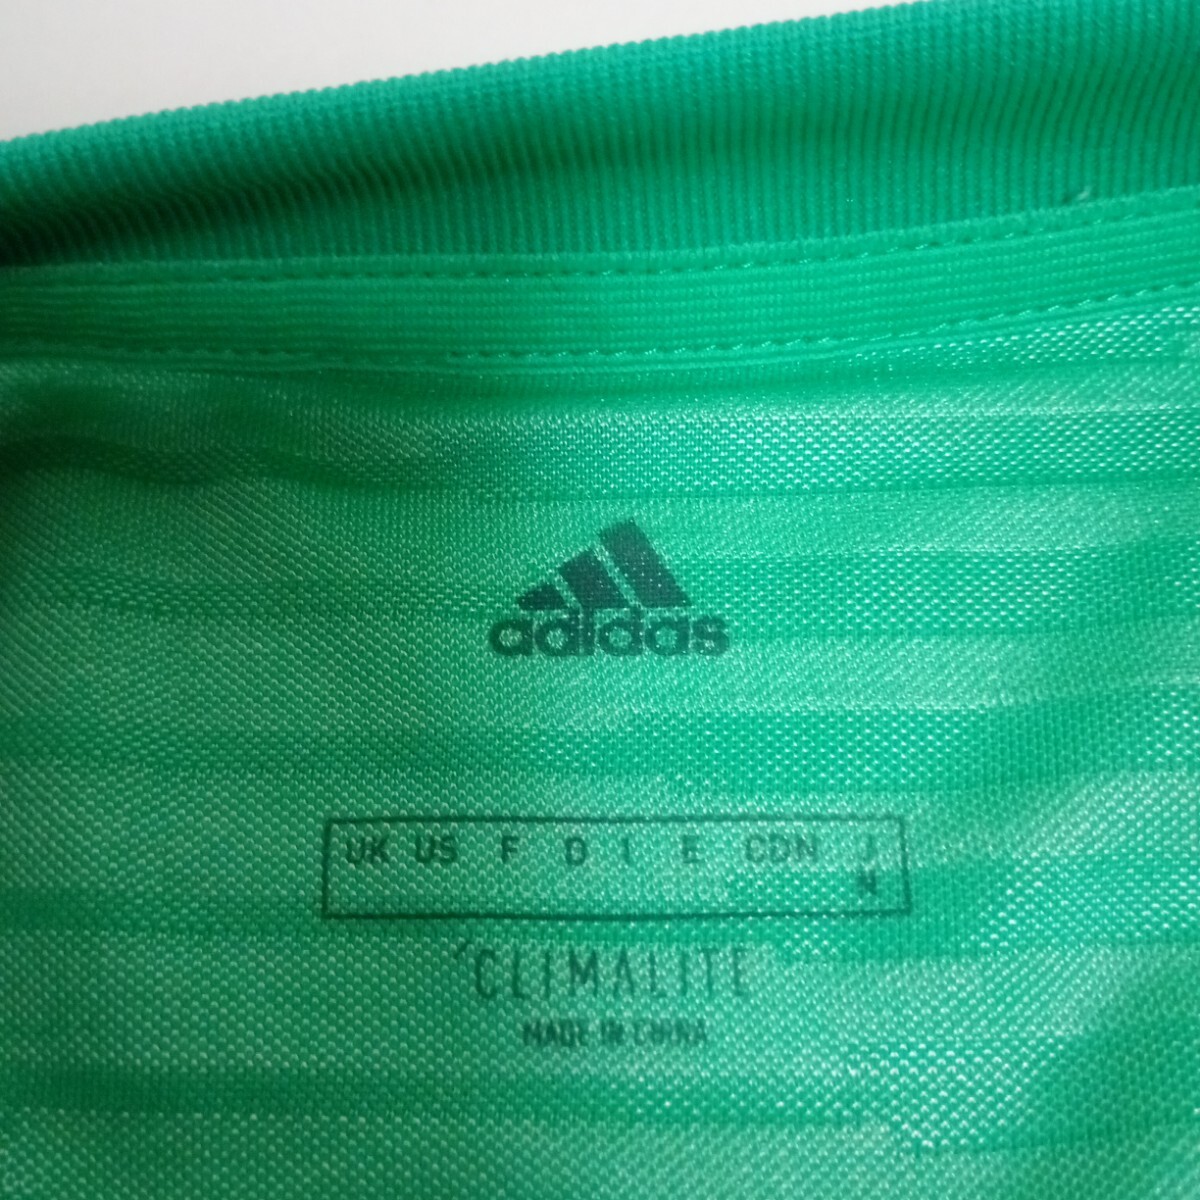 adidas
UK US F D I E CDN J
CLIMALITE
MADE IN CHINA